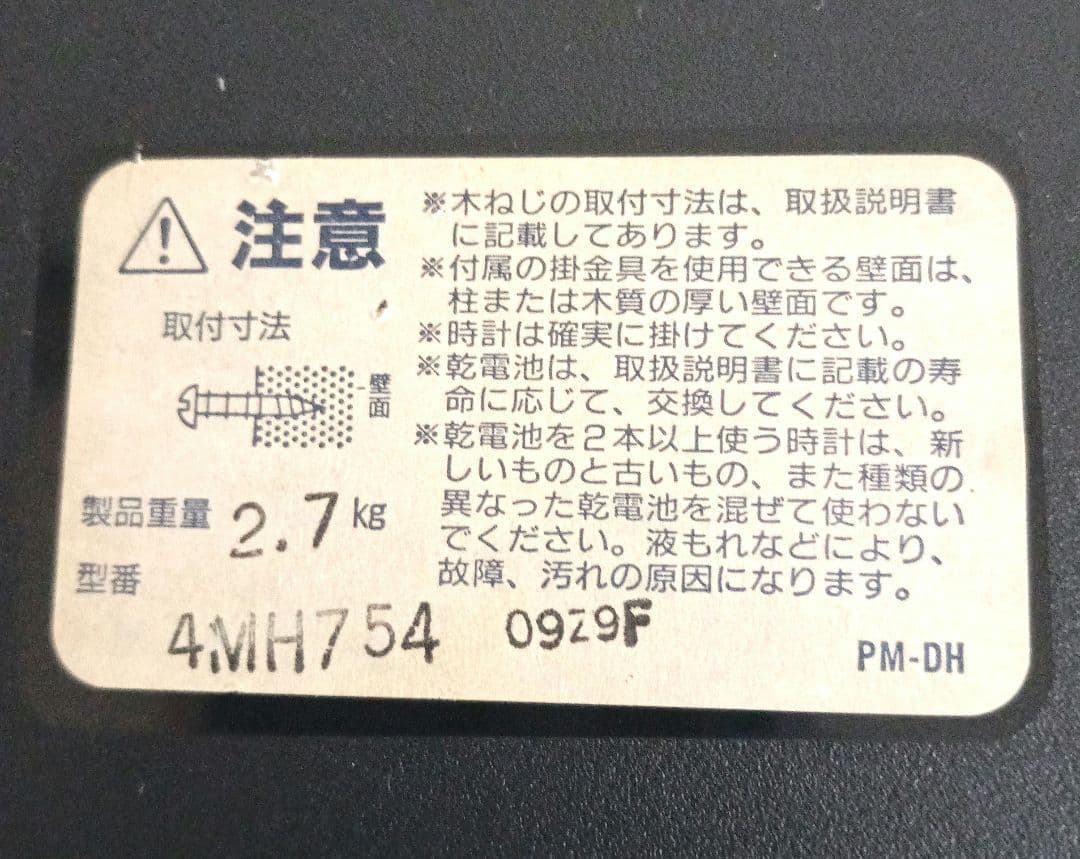 注意
取付寸法
壁面
製品重量 2.7 kg
型番
4MH754 0929F
※木ねじの取付寸法は、取扱説明書
に記載してあります。
※付属の掛金具を使用できる壁面は、
柱または木質の厚い壁面です。
※時計は確実に掛けてください。
※乾電池は、取扱説明書に記載の寿
命に応じて、交換してください。
※乾電池を2本以上使う時計は、新
しいものと古いもの、また種類の
異なった乾電池を混ぜて使わない
でください。液もれなどにより、
故障、汚れの原因になります。
PM-DH